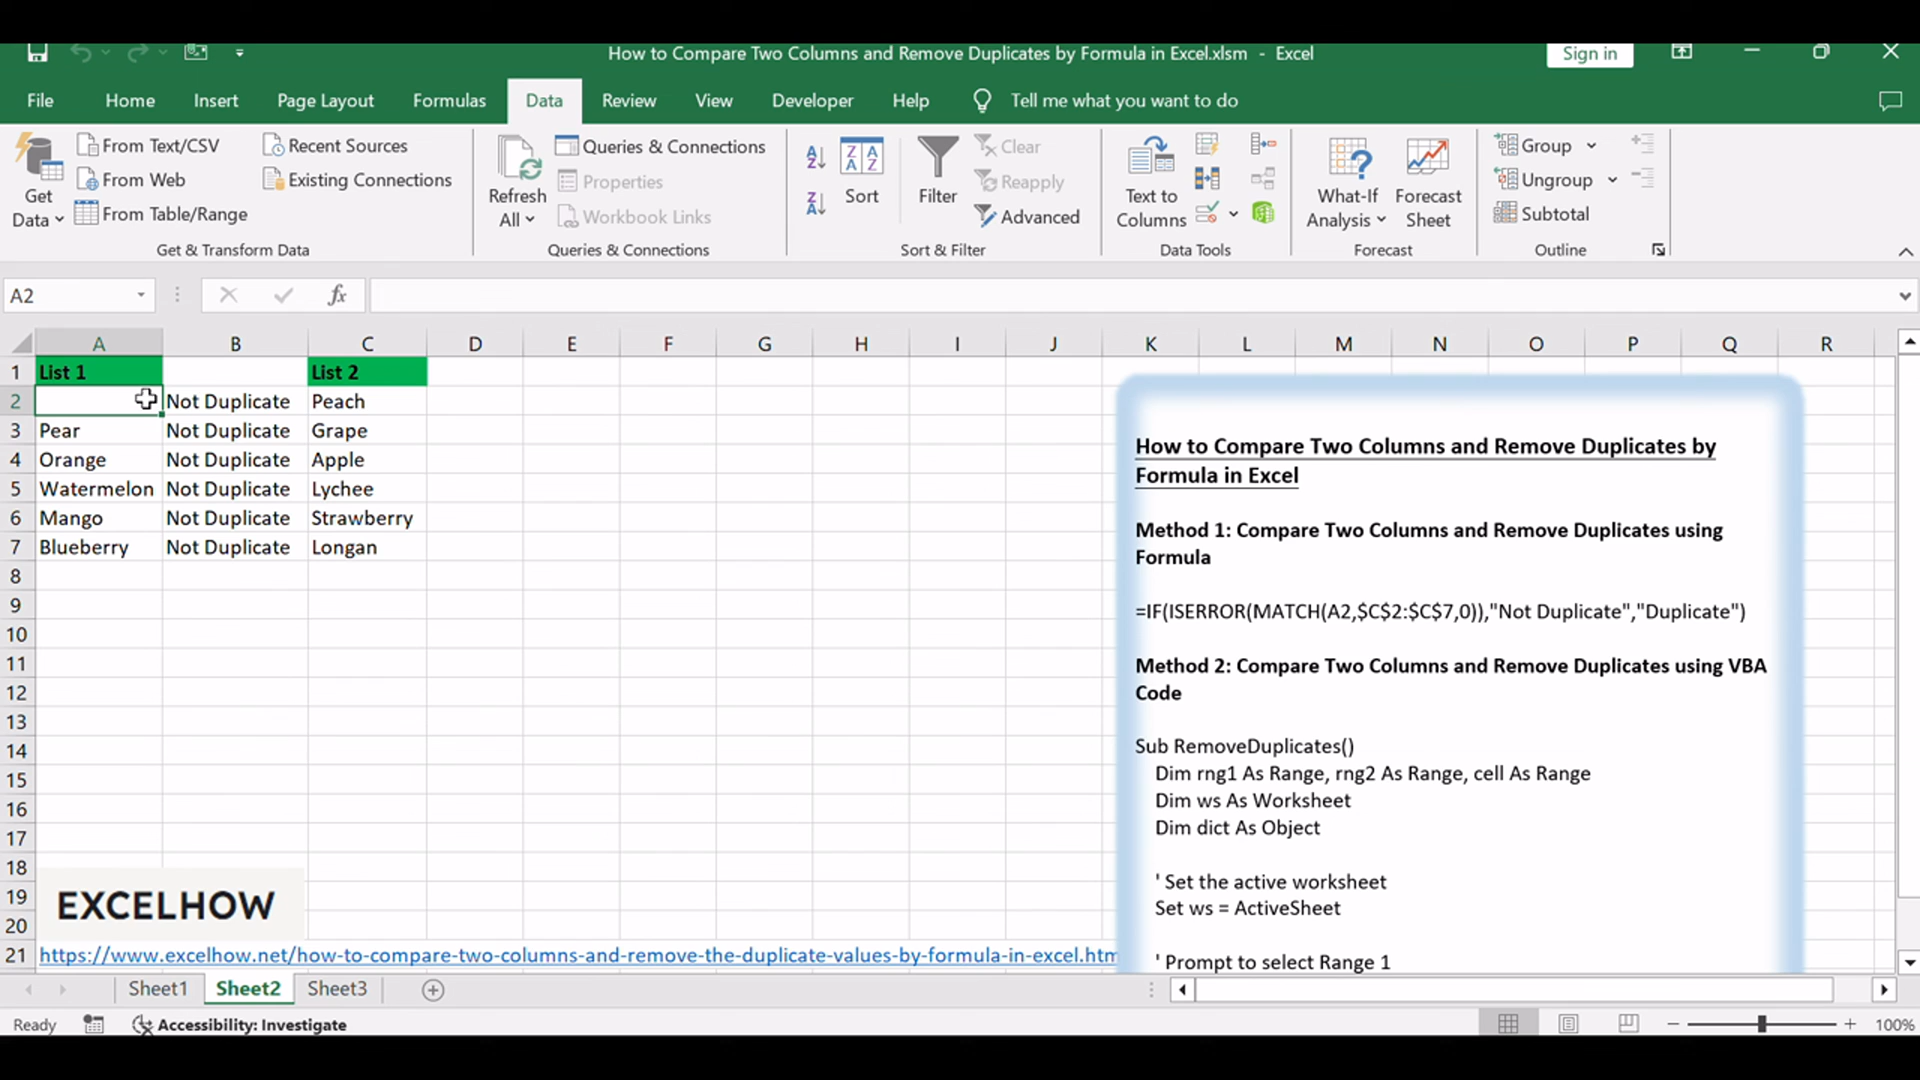 How to Compare Two Columns and Remove Duplicates by Formula in Excel.xlsm - Excel
Sign in
File Home Insert Page Layout Formulas Data Review View Developer Help Tell me what you want to do
Get Data
From Text/CSV
From Web
From Table/Range
Recent Sources
Existing Connections
Get & Transform Data
Refresh All
Queries & Connections
Properties
Workbook Links
Queries & Connections
Sort
Filter
Clear
Reapply
Advanced
Sort & Filter
Text to Columns
Data Tools
What-If Analysis
Forecast Sheet
Forecast
Group
Ungroup
Subtotal
Outline
A2 fx
A B C D E F G H I J K L M N O P Q R
1 List 1 List 2
2 Not Duplicate Peach
3 Pear Not Duplicate Grape
4 Orange Not Duplicate Apple
5 Watermelon Not Duplicate Lychee
6 Mango Not Duplicate Strawberry
7 Blueberry Not Duplicate Longan
8
9
10
11
12
13
14
15
16
17
18
19
20
21 https://www.excelhow.net/how-to-compare-two-columns-and-remove-the-duplicate-values-by-formula-in-excel.htm
EXCELHOW
How to Compare Two Columns and Remove Duplicates by
Formula in Excel
Method 1: Compare Two Columns and Remove Duplicates using
Formula
=IF(ISERROR(MATCH(A2,$C$2:$C$7,0)),"Not Duplicate","Duplicate")
Method 2: Compare Two Columns and Remove Duplicates using VBA
Code
Sub RemoveDuplicates()
Dim rng1 As Range, rng2 As Range, cell As Range
Dim ws As Worksheet
Dim dict As Object
' Set the active worksheet
Set ws = ActiveSheet
' Prompt to select Range 1
Sheet1 Sheet2 Sheet3
Ready Accessibility: Investigate 100%